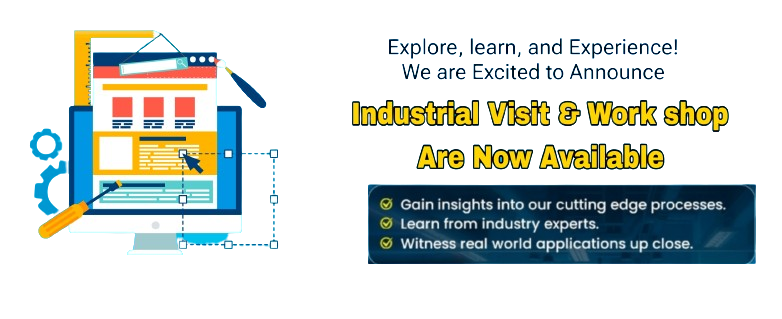 Explore, learn, and Experience!
We are Excited to Announce
Industrial Visit & Work shop
Are Now Available
Gain insights into our cutting edge processes.
Learn from industry experts.
Witness real world applications up close.